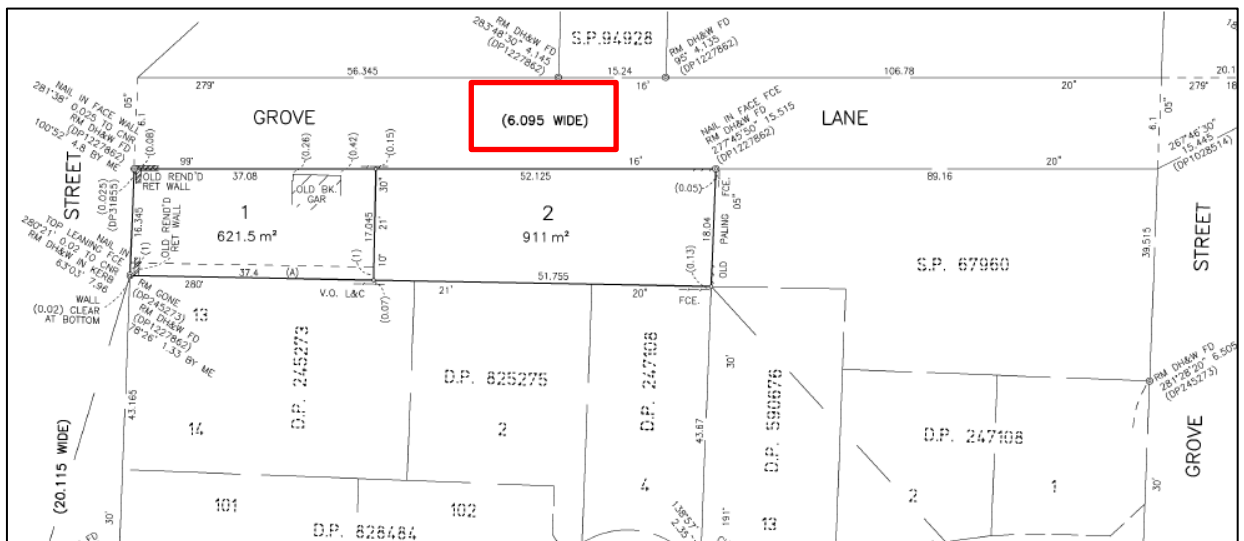 S.P.94928
RM DH&W FD
283°48'30" 4.145
(DP1227862)
RM DH&W FD
95° 4.135
(DP1227862)
56.345
15.24
106.78
20.1
279°
16'
20"
279°
18
NAIL IN FACE WALL
281°38' 0.025 TO CNR
RM DH&W FD
(DP1227862)
100°52' 4.8 BY ME
05"
6.1
(0.08)
GROVE
(6.095 WIDE)
LANE
NAIL IN FACE FCE
RM DH&W FD
277°45'50" 15.515
(DP1227862)
05"
6.1
267°46'30"
15.445
(DP1028514)
(0.26)
(0.42)
(0.15)
99°
37.08
16'
52.125
20"
89.16
STREET
(0.025)
(DP31855)
16.345
OLD REND'D
RET WALL
OLD BK.
GAR
30"
(0.05)
FCE.
05"
1
621.5 m²
17.045
21'
2
911 m²
18.04
PALING
OLD
OLD REND'D
RET WALL
39.515
STREET
S.P. 67960
NAIL IN
TOP LEANING FCE
280°21' 0.02 TO CNR
RM DH&W IN KERB
63°03' 7.96
(1)
37.4
(A)
(1)
10"
51.755
(0.13)
280°
V.O. L&C
21'
20"
FCE.
WALL
(0.02) CLEAR
AT BOTTOM
RM GONE
(DP245273)
RM DH&W FD
(DP1227862)
78°26' 1.33 BY ME
(0.07)
13
D.P. 245273
D.P. 825275
D.P. 247108
30'
RM DH&W FD
281°28'20" 6.505
(DP245273)
43.165
14
2
43.67
D.P. 590676
D.P. 247108
GROVE
(20.115 WIDE)
4
2
1
30'
101
102
30'
D.P. 828484
138°57'
2.35
191°
13
FD